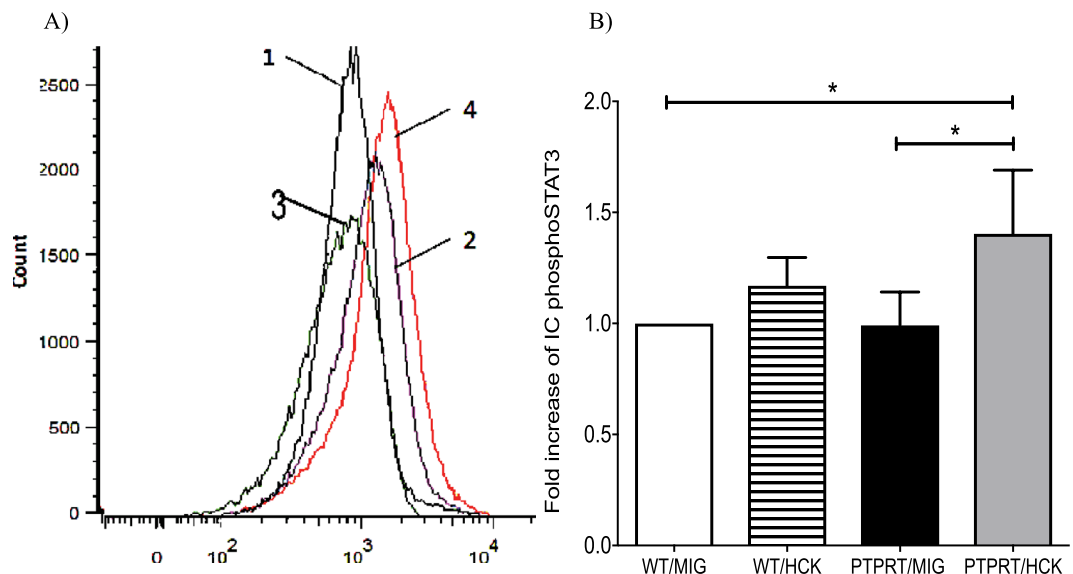 A)
1
4
3
2
Count
2500
2000
1500
1000
500
0
0 10² 10³ 10⁴
B)
Fold increase of IC phosphoSTAT3
2.0
1.5
1.0
0.5
0.0
*
*
WT/MIG WT/HCK PTPRT/MIG PTPRT/HCK